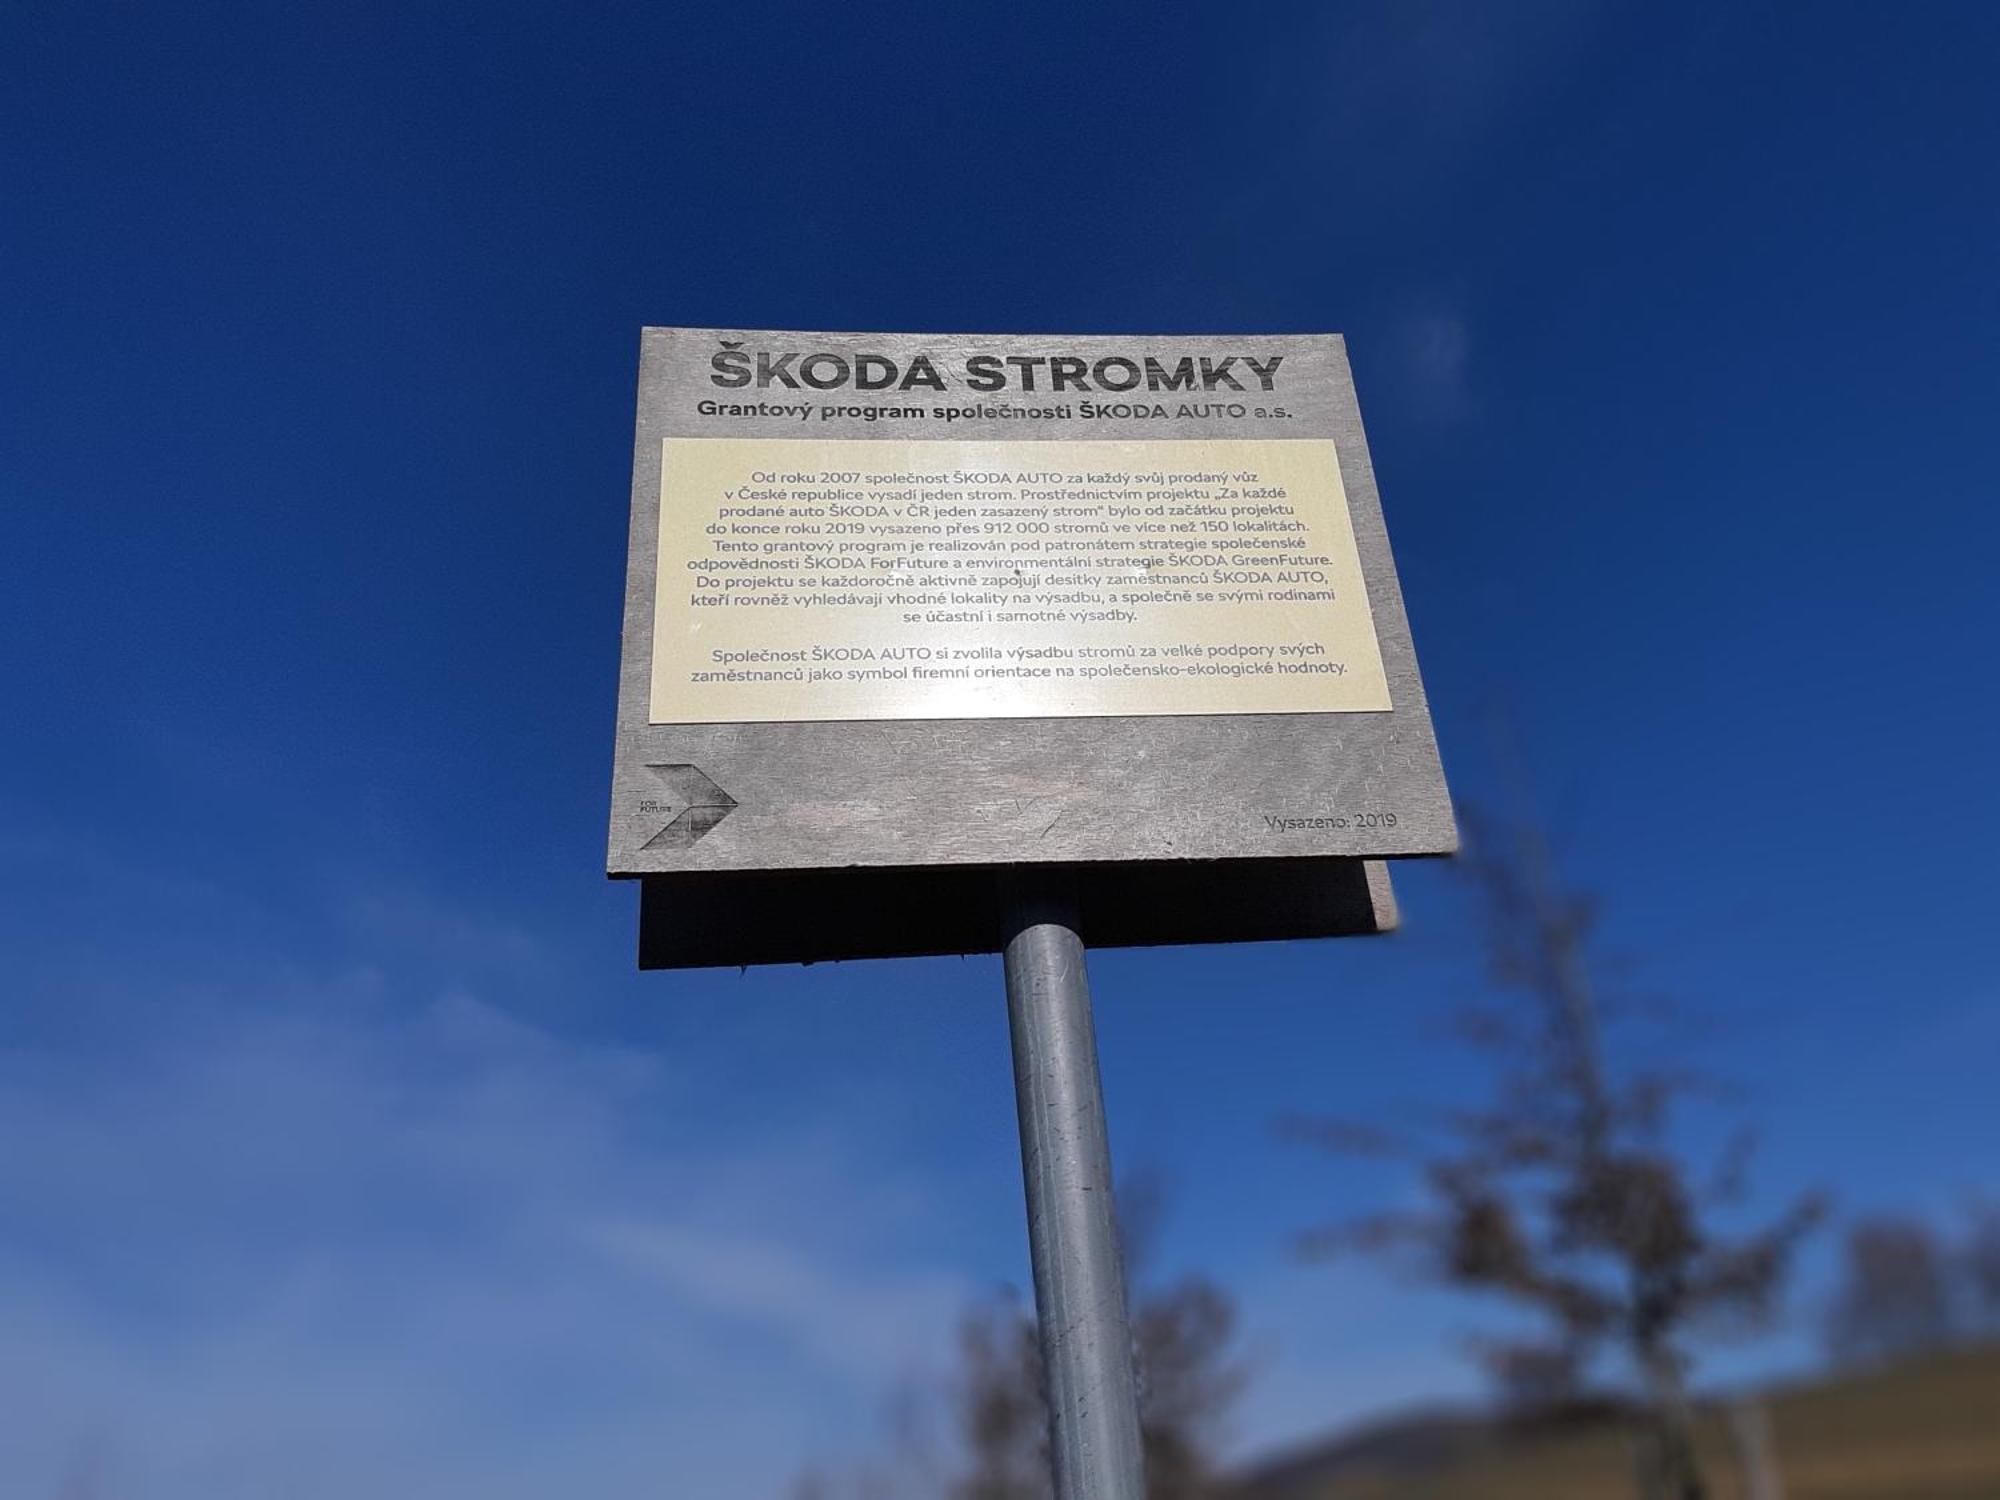 ŠKODA STROMKY
Grantový program společnosti ŠKODA AUTO a.s.
Od roku 2007 společnost ŠKODA AUTO za každý svůj prodaný vůz
v České republice vysadí jeden strom. Prostřednictvím projektu „Za každé
prodané auto ŠKODA v ČR jeden zasazený strom" bylo od začátku projektu
do konce roku 2019 vysazeno přes 912 000 stromů ve více než 150 lokalitách.
Tento grantový program je realizován pod patronátem strategie společenské
odpovědnosti ŠKODA ForFuture a environmentální strategie ŠKODA GreenFuture.
Do projektu se každoročně aktivně zapojují desítky zaměstnanců ŠKODA AUTO,
kteří rovněž vyhledávají vhodné lokality na výsadbu, a společně se svými rodinami
se účastní i samotné výsadby.
Společnost ŠKODA AUTO si zvolila výsadbu stromů za velké podpory svých
zaměstnanců jako symbol firemní orientace na společensko-ekologické hodnoty.
FOR
FUTURE
Vysazeno: 2019